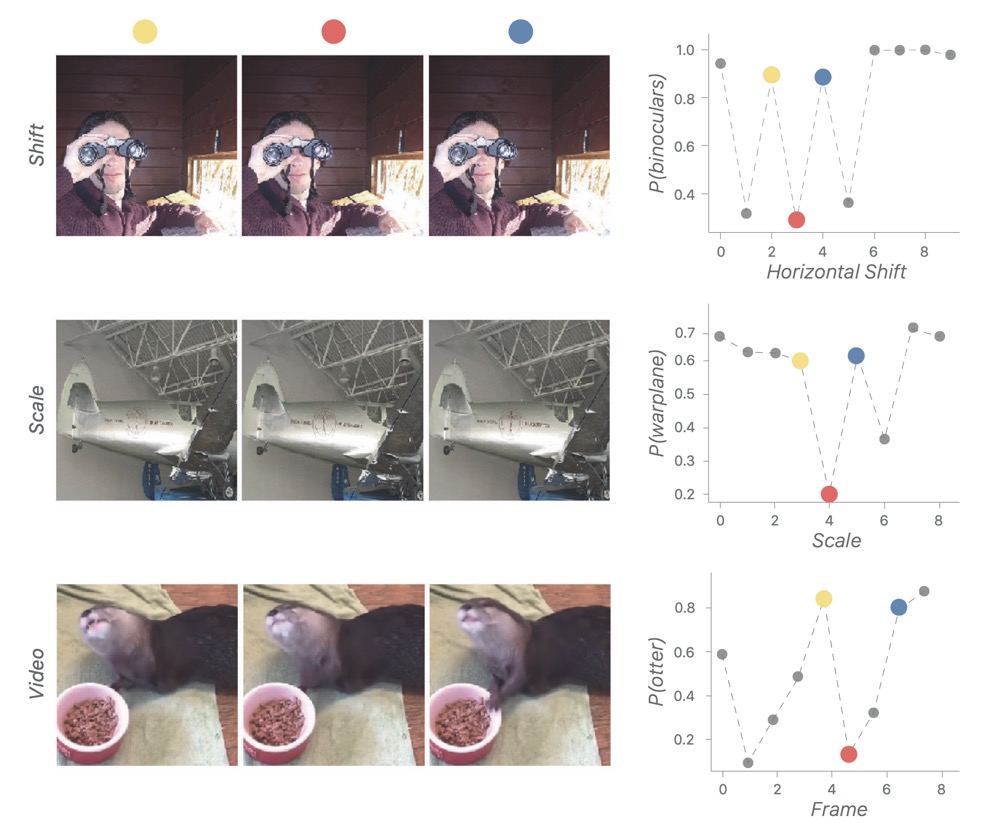 Shift
1.0
0.8
0.6
0.4
P(binoculars)
0 2 4 6 8
Horizontal Shift
Scale
0.7
0.6
0.5
0.4
0.3
0.2
P(warplane)
0 2 4 6 8
Scale
Video
0.8
0.6
0.4
0.2
P(otter)
0 2 4 6 8
Frame